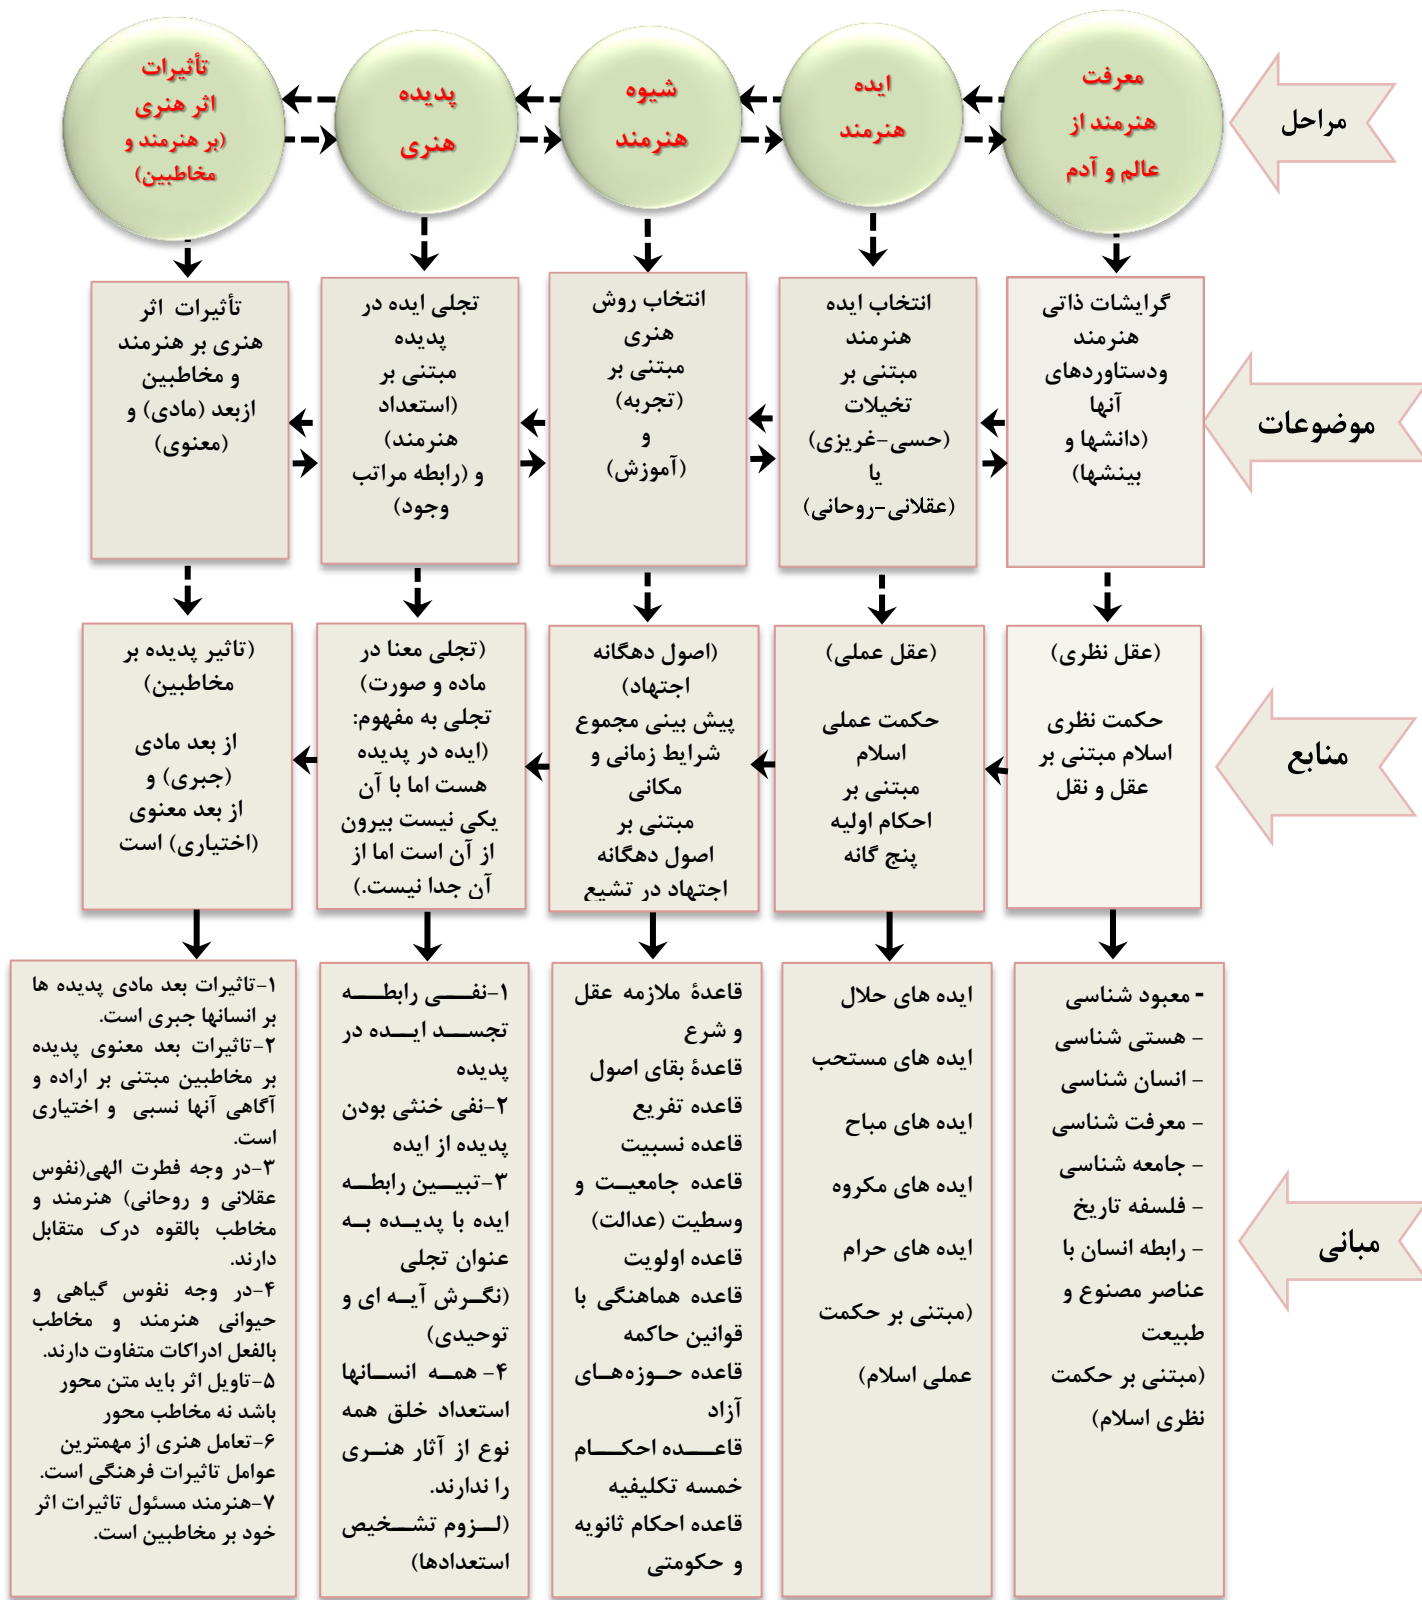 مراحل
معرفت
هنرمند از
عالم و آدم
ایده
هنرمند
شیوه
هنرمند
پدیده
هنری
تأثیرات
اثر هنری
(بر هنرمند و
مخاطبین)
موضوعات
گرایشات ذاتی
هنرمند
ودستاوردهای
آنها
(دانشها و
بینشها)
انتخاب ایده
هنرمند
مبتنی بر
تخیلات
(حسی-غریزی)
یا
(عقلانی-روحانی)
انتخاب روش
هنری
مبتنی بر
(تجربه)
و
(آموزش)
تجلی ایده در
پدیده
مبتنی بر
(استعداد
هنرمند)
و (رابطه مراتب
وجود)
تأثیرات اثر
هنری بر هنرمند
و مخاطبین
ازبعد (مادی) و
(معنوی)
منابع
(عقل نظری)
حکمت نظری
اسلام مبتنی بر
عقل و نقل
(عقل عملی)
حکمت عملی
اسلام
مبتنی بر
احکام اولیه
پنج گانه
(اصول دهگانه
اجتهاد)
پیش بینی مجموع
شرایط زمانی و
مکانی
مبتنی بر
اصول دهگانه
اجتهاد در تشیع
(تجلی معنا در
ماده و صورت)
تجلی به مفهوم:
(ایده در پدیده
هست اما با آن
یکی نیست بیرون
از آن است اما از
آن جدا نیست.)
(تاثیر پدیده بر
مخاطبین)
از بعد مادی
(جبری) و
از بعد معنوی
(اختیاری) است
مبانی
- معبود شناسی
- هستی شناسی
- انسان شناسی
- معرفت شناسی
- جامعه شناسی
- فلسفه تاریخ
- رابطه انسان با
عناصر مصنوع و
طبیعت
(مبتنی بر حکمت
نظری اسلام)
ایده های حلال
ایده های مستحب
ایده های مباح
ایده های مکروه
ایده های حرام
(مبتنی بر حکمت
عملی اسلام)
قاعدۀ ملازمه عقل
و شرع
قاعدۀ بقای اصول
قاعده تفریع
قاعده نسبیت
قاعده جامعیت و
وسطیت (عدالت)
قاعده اولویت
قاعده هماهنگی با
قوانین حاکمه
قاعده حوزه‌های
آزاد
قاعده احکام
خمسه تکلیفیه
قاعده احکام ثانویه
و حکومتی
۱-نفی رابطه
تجسد ایده در
پدیده
۲-نفی خنثی بودن
پدیده از ایده
۳-تبیین رابطه
ایده با پدیده به
عنوان تجلی
(نگرش آیه ای و
توحیدی)
۴- همه انسانها
استعداد خلق همه
نوع از آثار هنری
را ندارند.
(لزوم تشخیص
استعدادها)
۱-تاثیرات بعد مادی پدیده ها
بر انسانها جبری است.
۲-تاثیرات بعد معنوی پدیده
بر مخاطبین مبتنی بر اراده و
آگاهی آنها نسبی و اختیاری
است.
۳-در وجه فطرت الهی(نفوس
عقلانی و روحانی) هنرمند و
مخاطب بالقوه درک متقابل
دارند.
۴-در وجه نفوس گیاهی و
حیوانی هنرمند و مخاطب
بالفعل ادراکات متفاوت دارند.
۵-تاویل اثر باید متن محور
باشد نه مخاطب محور
۶-تعامل هنری از مهمترین
عوامل تاثیرات فرهنگی است.
۷-هنرمند مسئول تاثیرات اثر
خود بر مخاطبین است.